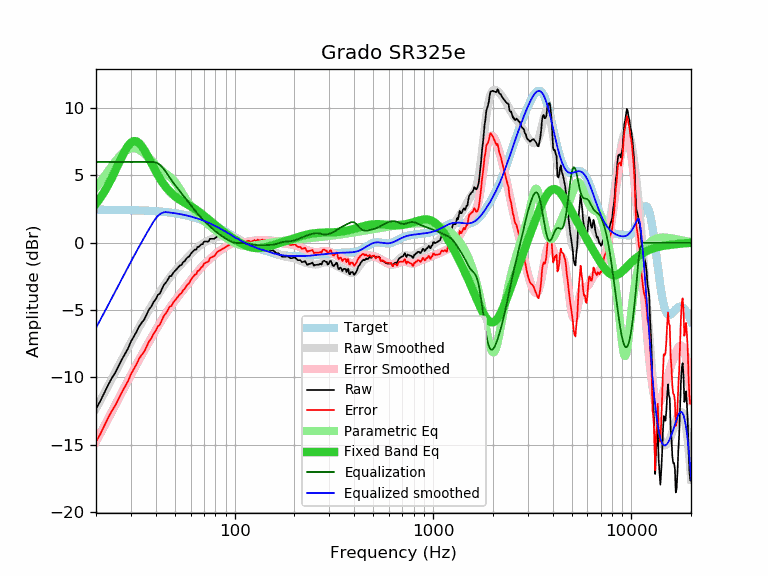 Grado SR325e
Amplitude (dBr)
10
5
0
−5
−10
−15
−20
Target
Raw Smoothed
Error Smoothed
Raw
Error
Parametric Eq
Fixed Band Eq
Equalization
Equalized smoothed
100
1000
10000
Frequency (Hz)